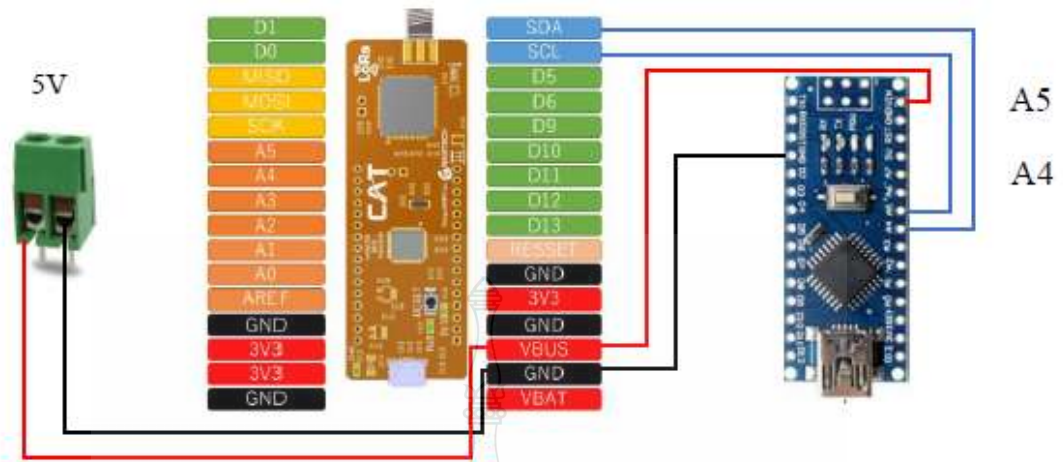 5V
D1
D0
MISO
MOSI
SCK
A5
A4
A3
A2
A1
A0
AREF
GND
3V3
3V3
GND
LoRa
CAT
SDA
SCL
D5
D6
D9
D10
D11
D12
D13
RESSET
GND
3V3
GND
VBUS
GND
VBAT
A5
A4